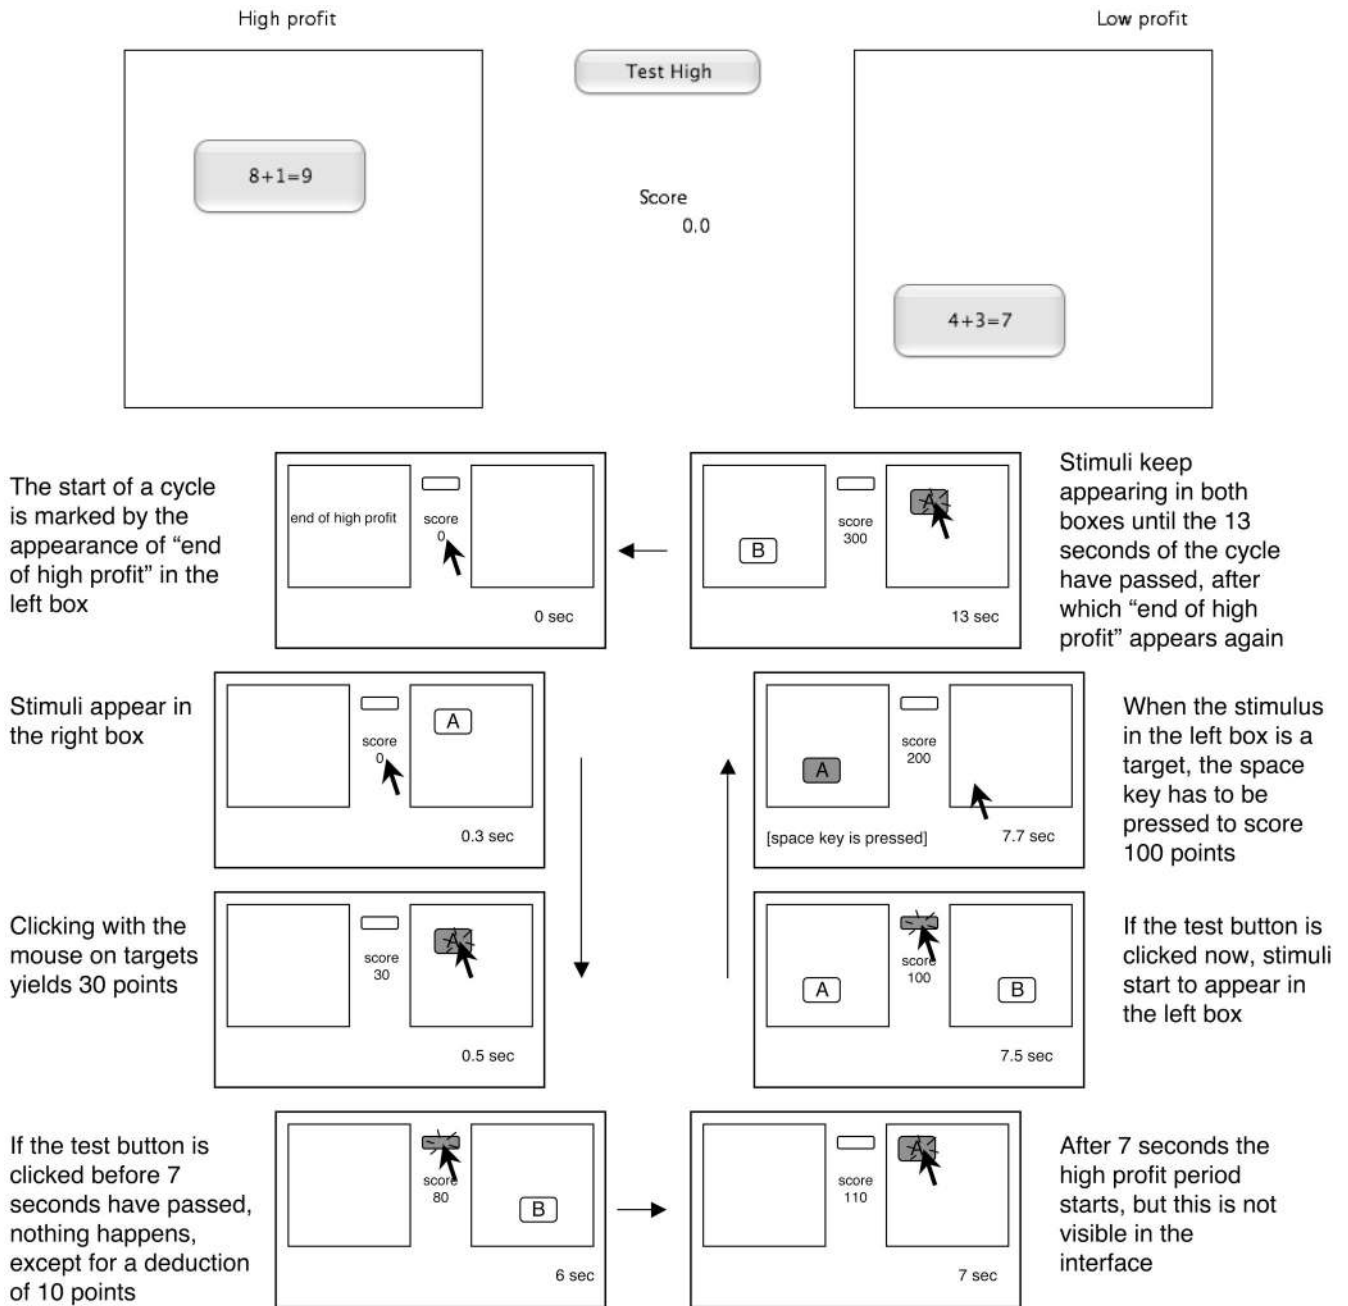 High profit
Low profit
Test High
8+1=9
Score
0.0
4+3=7
The start of a cycle
is marked by the
appearance of “end
of high profit” in the
left box
end of high profit
score
0
0 sec
B
score
300
A
13 sec
Stimuli keep
appearing in both
boxes until the 13
seconds of the cycle
have passed, after
which “end of high
profit” appears again
Stimuli appear in
the right box
score
0
A
0.3 sec
score
200
A
[space key is pressed]
7.7 sec
When the stimulus
in the left box is a
target, the space
key has to be
pressed to score
100 points
Clicking with the
mouse on targets
yields 30 points
score
30
A
0.5 sec
score
100
A
B
7.5 sec
If the test button is
clicked now, stimuli
start to appear in
the left box
If the test button is
clicked before 7
seconds have passed,
nothing happens,
except for a deduction
of 10 points
score
80
B
6 sec
score
110
A
7 sec
After 7 seconds the
high profit period
starts, but this is not
visible in the
interface